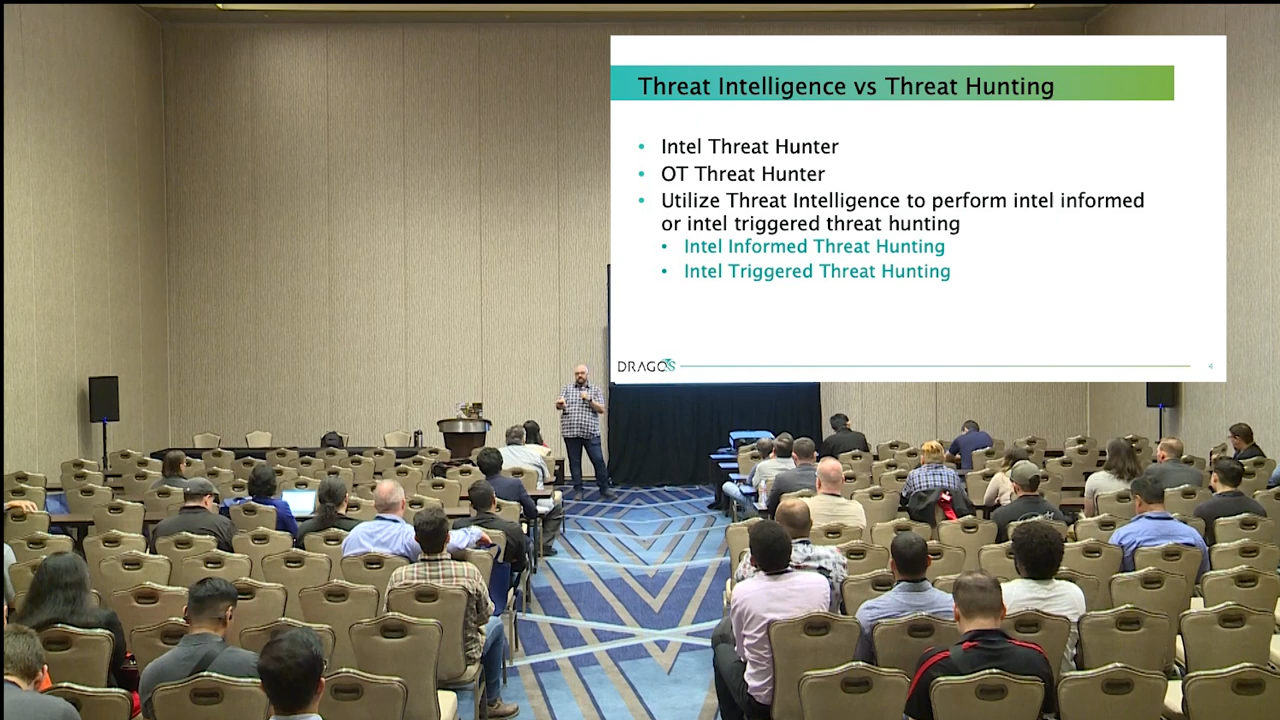 Threat Intelligence vs Threat Hunting
• Intel Threat Hunter
• OT Threat Hunter
• Utilize Threat Intelligence to perform intel informed
or intel triggered threat hunting
• Intel Informed Threat Hunting
• Intel Triggered Threat Hunting
DRAGOS
4